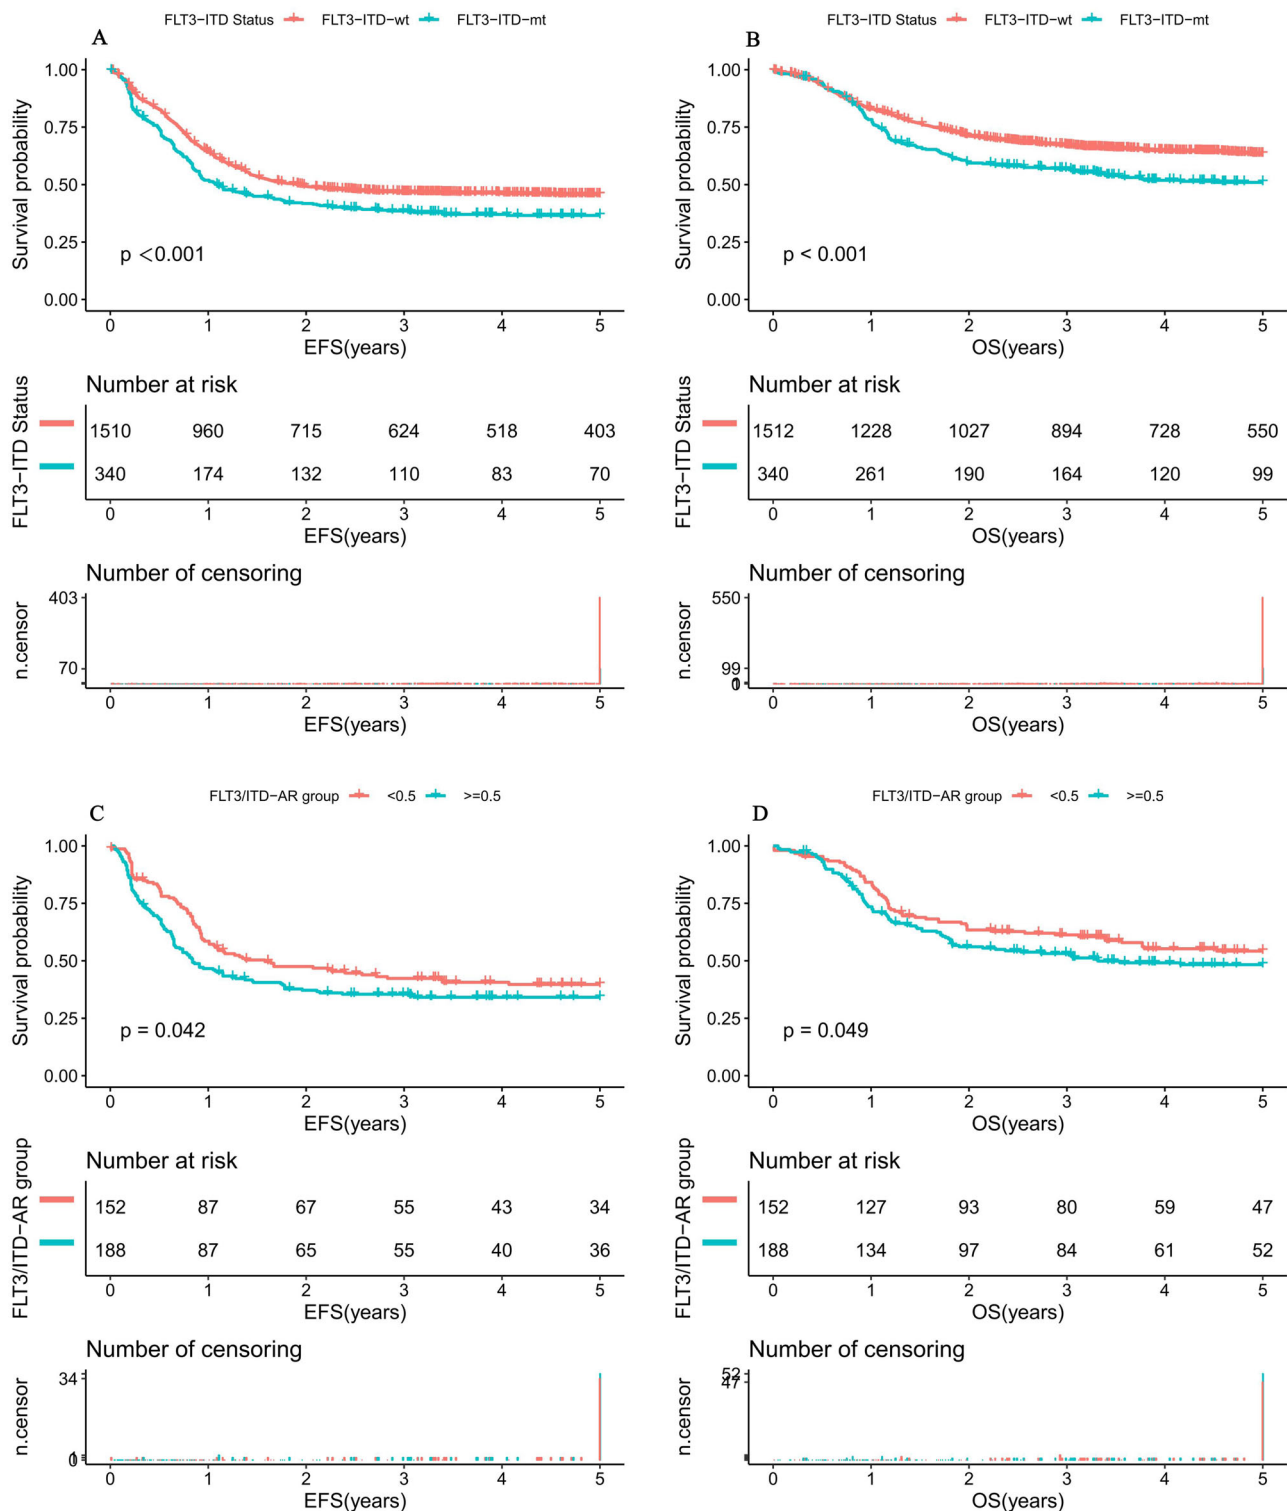 FLT3-ITD Status FLT3-ITD-wt FLT3-ITD-mt
A
Survival probability
1.00
0.75
0.50
0.25
0.00
p <0.001
0 1 2 3 4 5
EFS(years)
Number at risk
FLT3-ITD Status
1510 960 715 624 518 403
340 174 132 110 83 70
0 1 2 3 4 5
EFS(years)
Number of censoring
n.censor
403
70
0 1 2 3 4 5
EFS(years)
FLT3-ITD Status FLT3-ITD-wt FLT3-ITD-mt
B
Survival probability
1.00
0.75
0.50
0.25
0.00
p < 0.001
0 1 2 3 4 5
OS(years)
Number at risk
FLT3-ITD Status
1512 1228 1027 894 728 550
340 261 190 164 120 99
0 1 2 3 4 5
OS(years)
Number of censoring
n.censor
550
99
1
0
0 1 2 3 4 5
OS(years)
FLT3/ITD-AR group <0.5 >=0.5
C
Survival probability
1.00
0.75
0.50
0.25
0.00
p = 0.042
0 1 2 3 4 5
EFS(years)
Number at risk
FLT3/ITD-AR group
152 87 67 55 43 34
188 87 65 55 40 36
0 1 2 3 4 5
EFS(years)
Number of censoring
n.censor
34
1
0
0 1 2 3 4 5
EFS(years)
FLT3/ITD-AR group <0.5 >=0.5
D
Survival probability
1.00
0.75
0.50
0.25
0.00
p = 0.049
0 1 2 3 4 5
OS(years)
Number at risk
FLT3/ITD-AR group
152 127 93 80 59 47
188 134 97 84 61 52
0 1 2 3 4 5
OS(years)
Number of censoring
n.censor
52
47
0 1 2 3 4 5
OS(years)